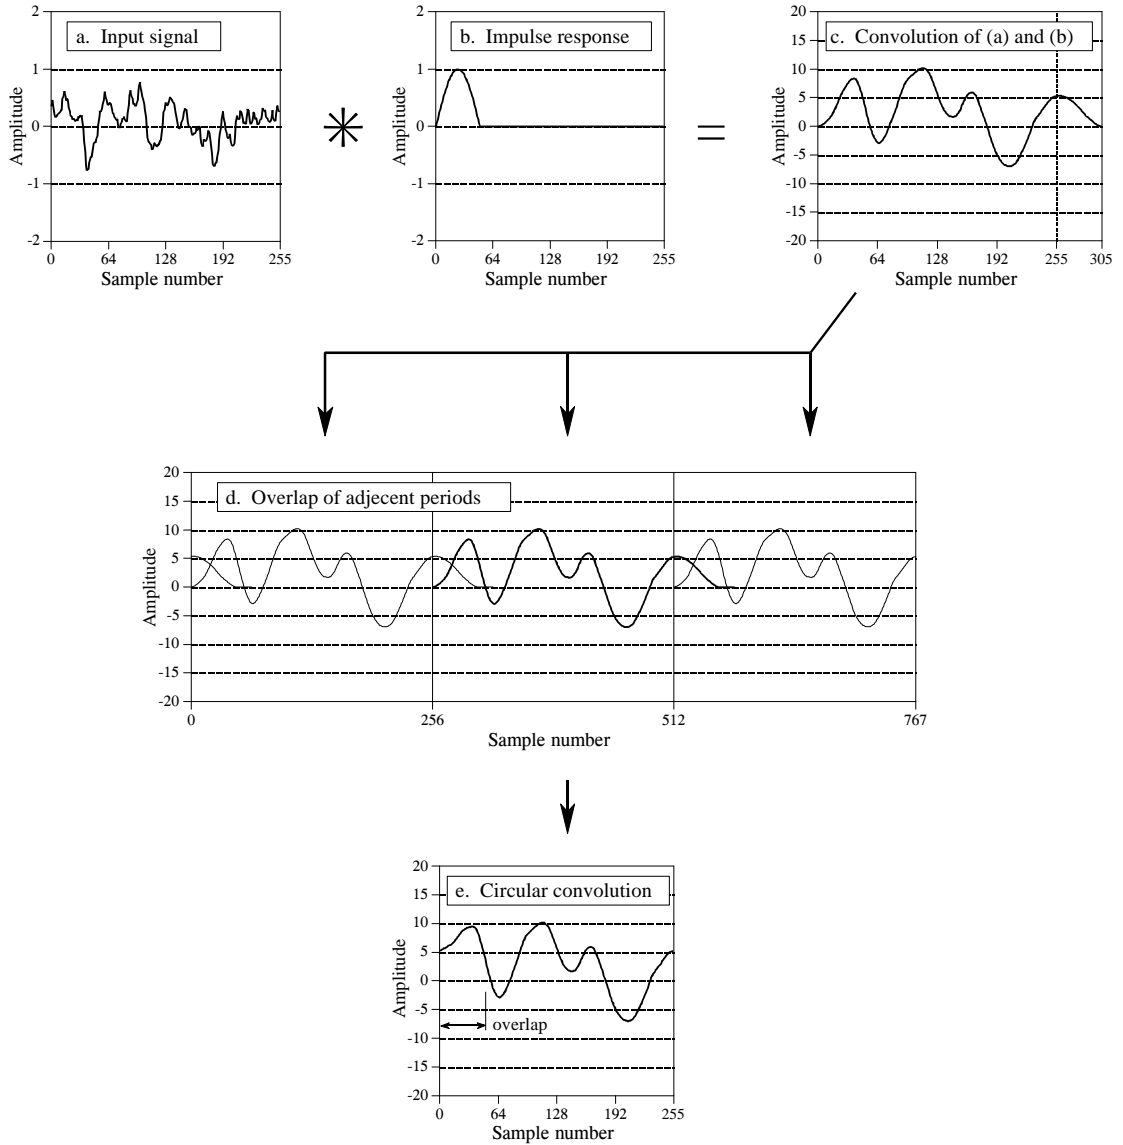 a. Input signal
2
1
0
-1
-2
Amplitude
0 64 128 192 255
Sample number
b. Impulse response
2
1
0
-1
-2
Amplitude
0 64 128 192 255
Sample number
c. Convolution of (a) and (b)
20
15
10
5
0
-5
-10
-15
-20
Amplitude
0 64 128 192 255 305
Sample number
d. Overlap of adjecent periods
20
15
10
5
0
-5
-10
-15
-20
Amplitude
0 256 512 767
Sample number
e. Circular convolution
20
15
10
5
0
-5
-10
-15
-20
Amplitude
overlap
0 64 128 192 255
Sample number